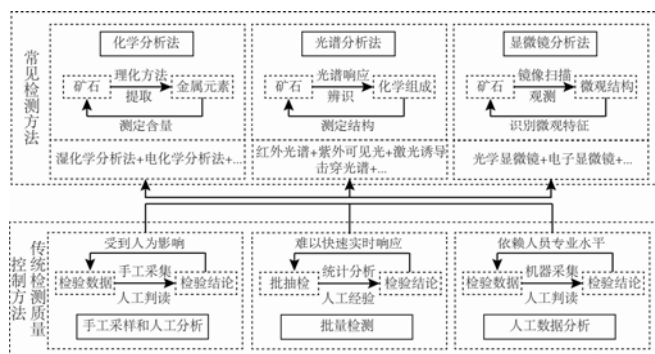 常见检测方法
化学分析法
矿石
理化方法
提取
金属元素
测定含量
湿化学分析法+电化学分析法+...
光谱分析法
矿石
光谱响应
辨识
化学组成
测定结构
红外光谱+紫外可见光+激光诱导
击穿光谱+...
显微镜分析法
矿石
镜像扫描
观测
微观结构
识别微观特征
光学显微镜+电子显微镜+...
传统检测质量
控制方法
受到人为影响
检验数据
手工采集
人工判读
检验结论
手工采样和人工分析
难以快速实时响应
批抽检
统计分析
人工经验
检验结论
批量检测
依赖人员专业水平
检验数据
机器采集
人工判读
检验结论
人工数据分析